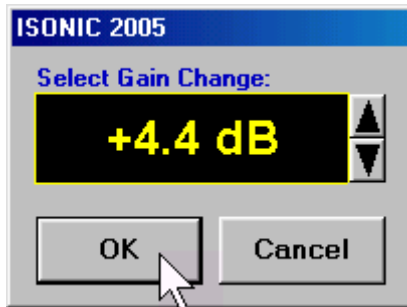 ISONIC 2005
Select Gain Change:
+4.4 dB
OK
Cancel